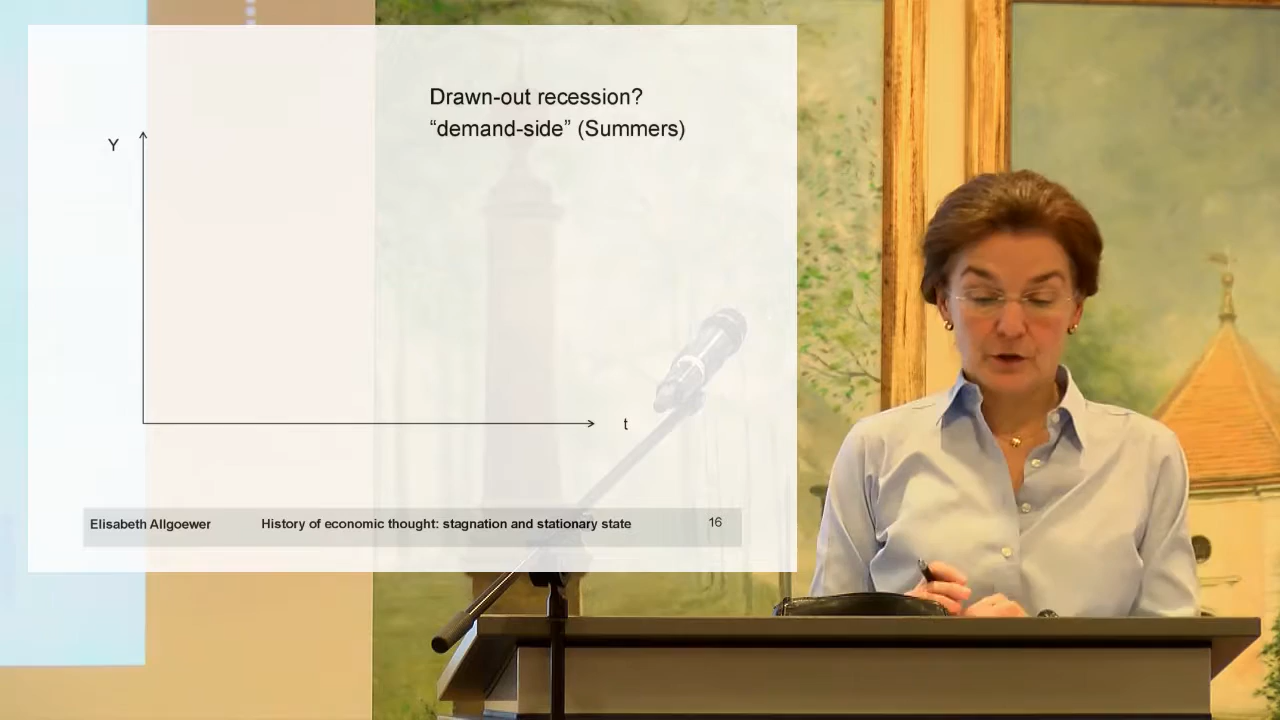 Drawn-out recession?
“demand-side” (Summers)
Y
t
Elisabeth Allgoewer History of economic thought: stagnation and stationary state 16